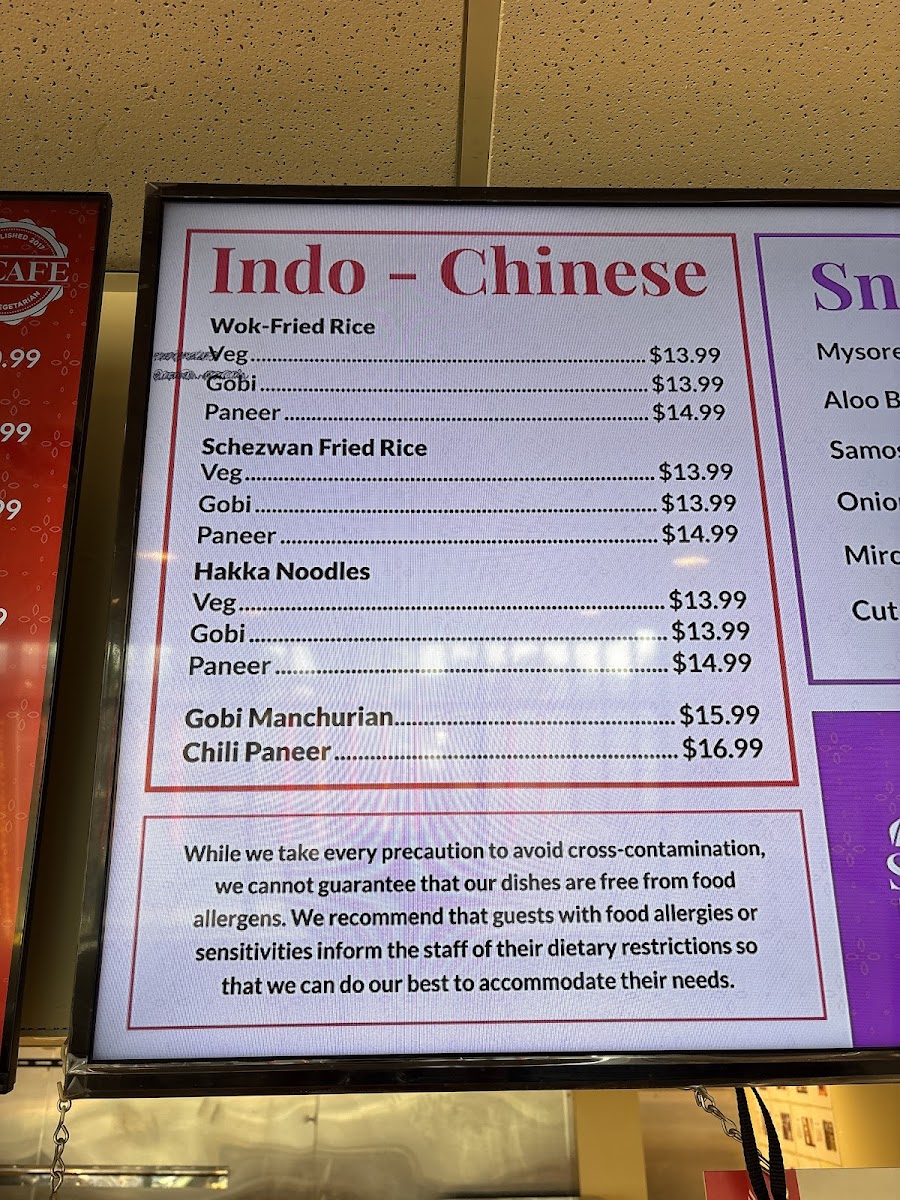 LISHED 2017
CAFE
EGETARIAN
.99
99
99
9
Indo - Chinese
Wok-Fried Rice
Veg $13.99
Gobi $13.99
Paneer $14.99
Schezwan Fried Rice
Veg $13.99
Gobi $13.99
Paneer $14.99
Hakka Noodles
Veg $13.99
Gobi $13.99
Paneer $14.99
Gobi Manchurian $15.99
Chili Paneer $16.99
While we take every precaution to avoid cross-contamination,
we cannot guarantee that our dishes are free from food
allergens. We recommend that guests with food allergies or
sensitivities inform the staff of their dietary restrictions so
that we can do our best to accommodate their needs.
Sn
Mysore
Aloo B
Samos
Onio
Mirc
Cut
S